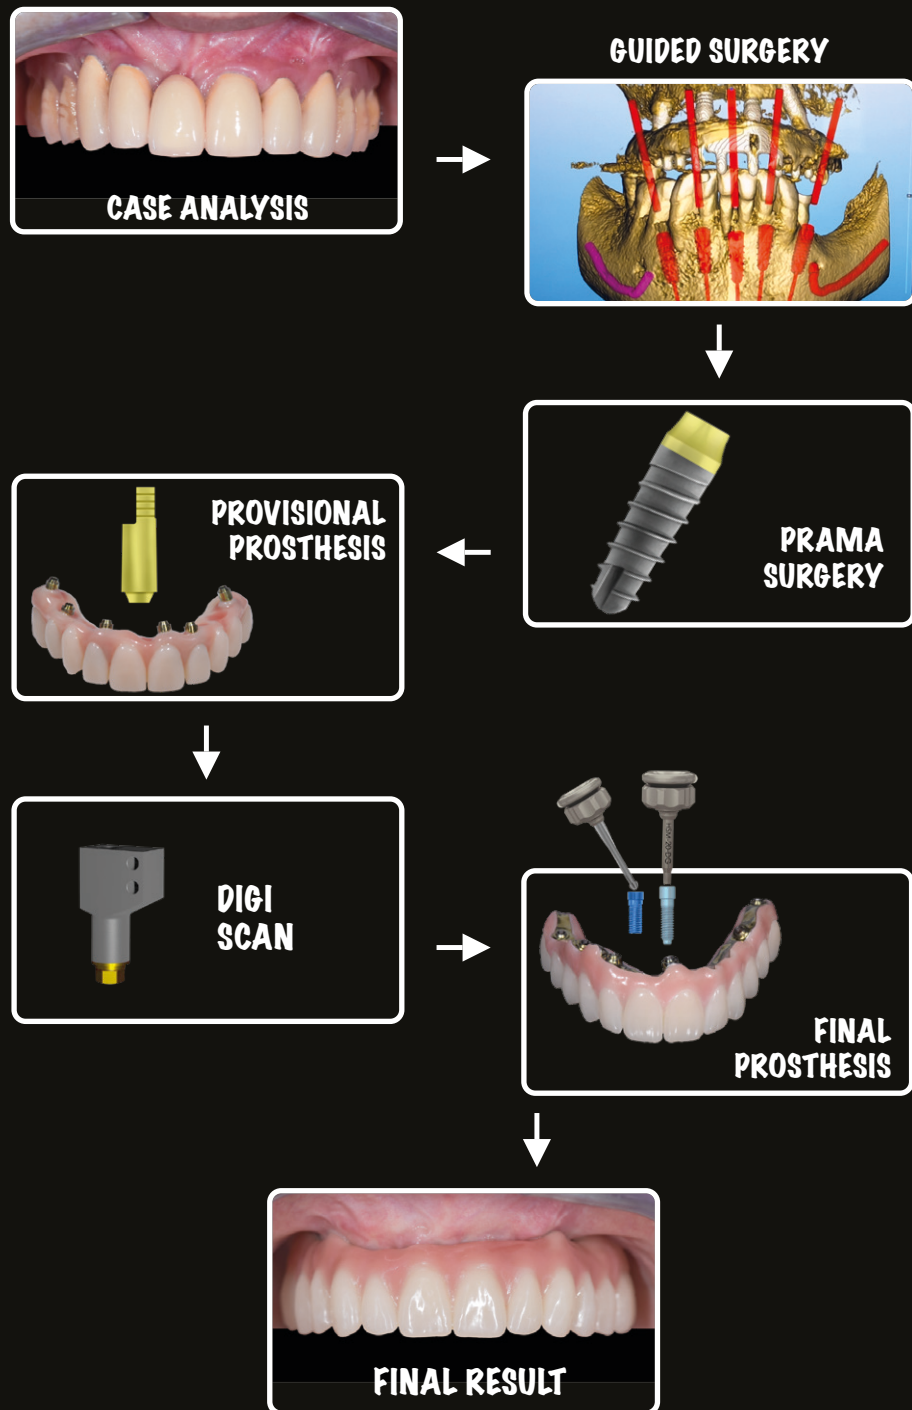 CASE ANALYSIS
GUIDED SURGERY
PRAMA
SURGERY
PROVISIONAL
PROSTHESIS
DIGI
SCAN
FINAL
PROSTHESIS
FINAL RESULT